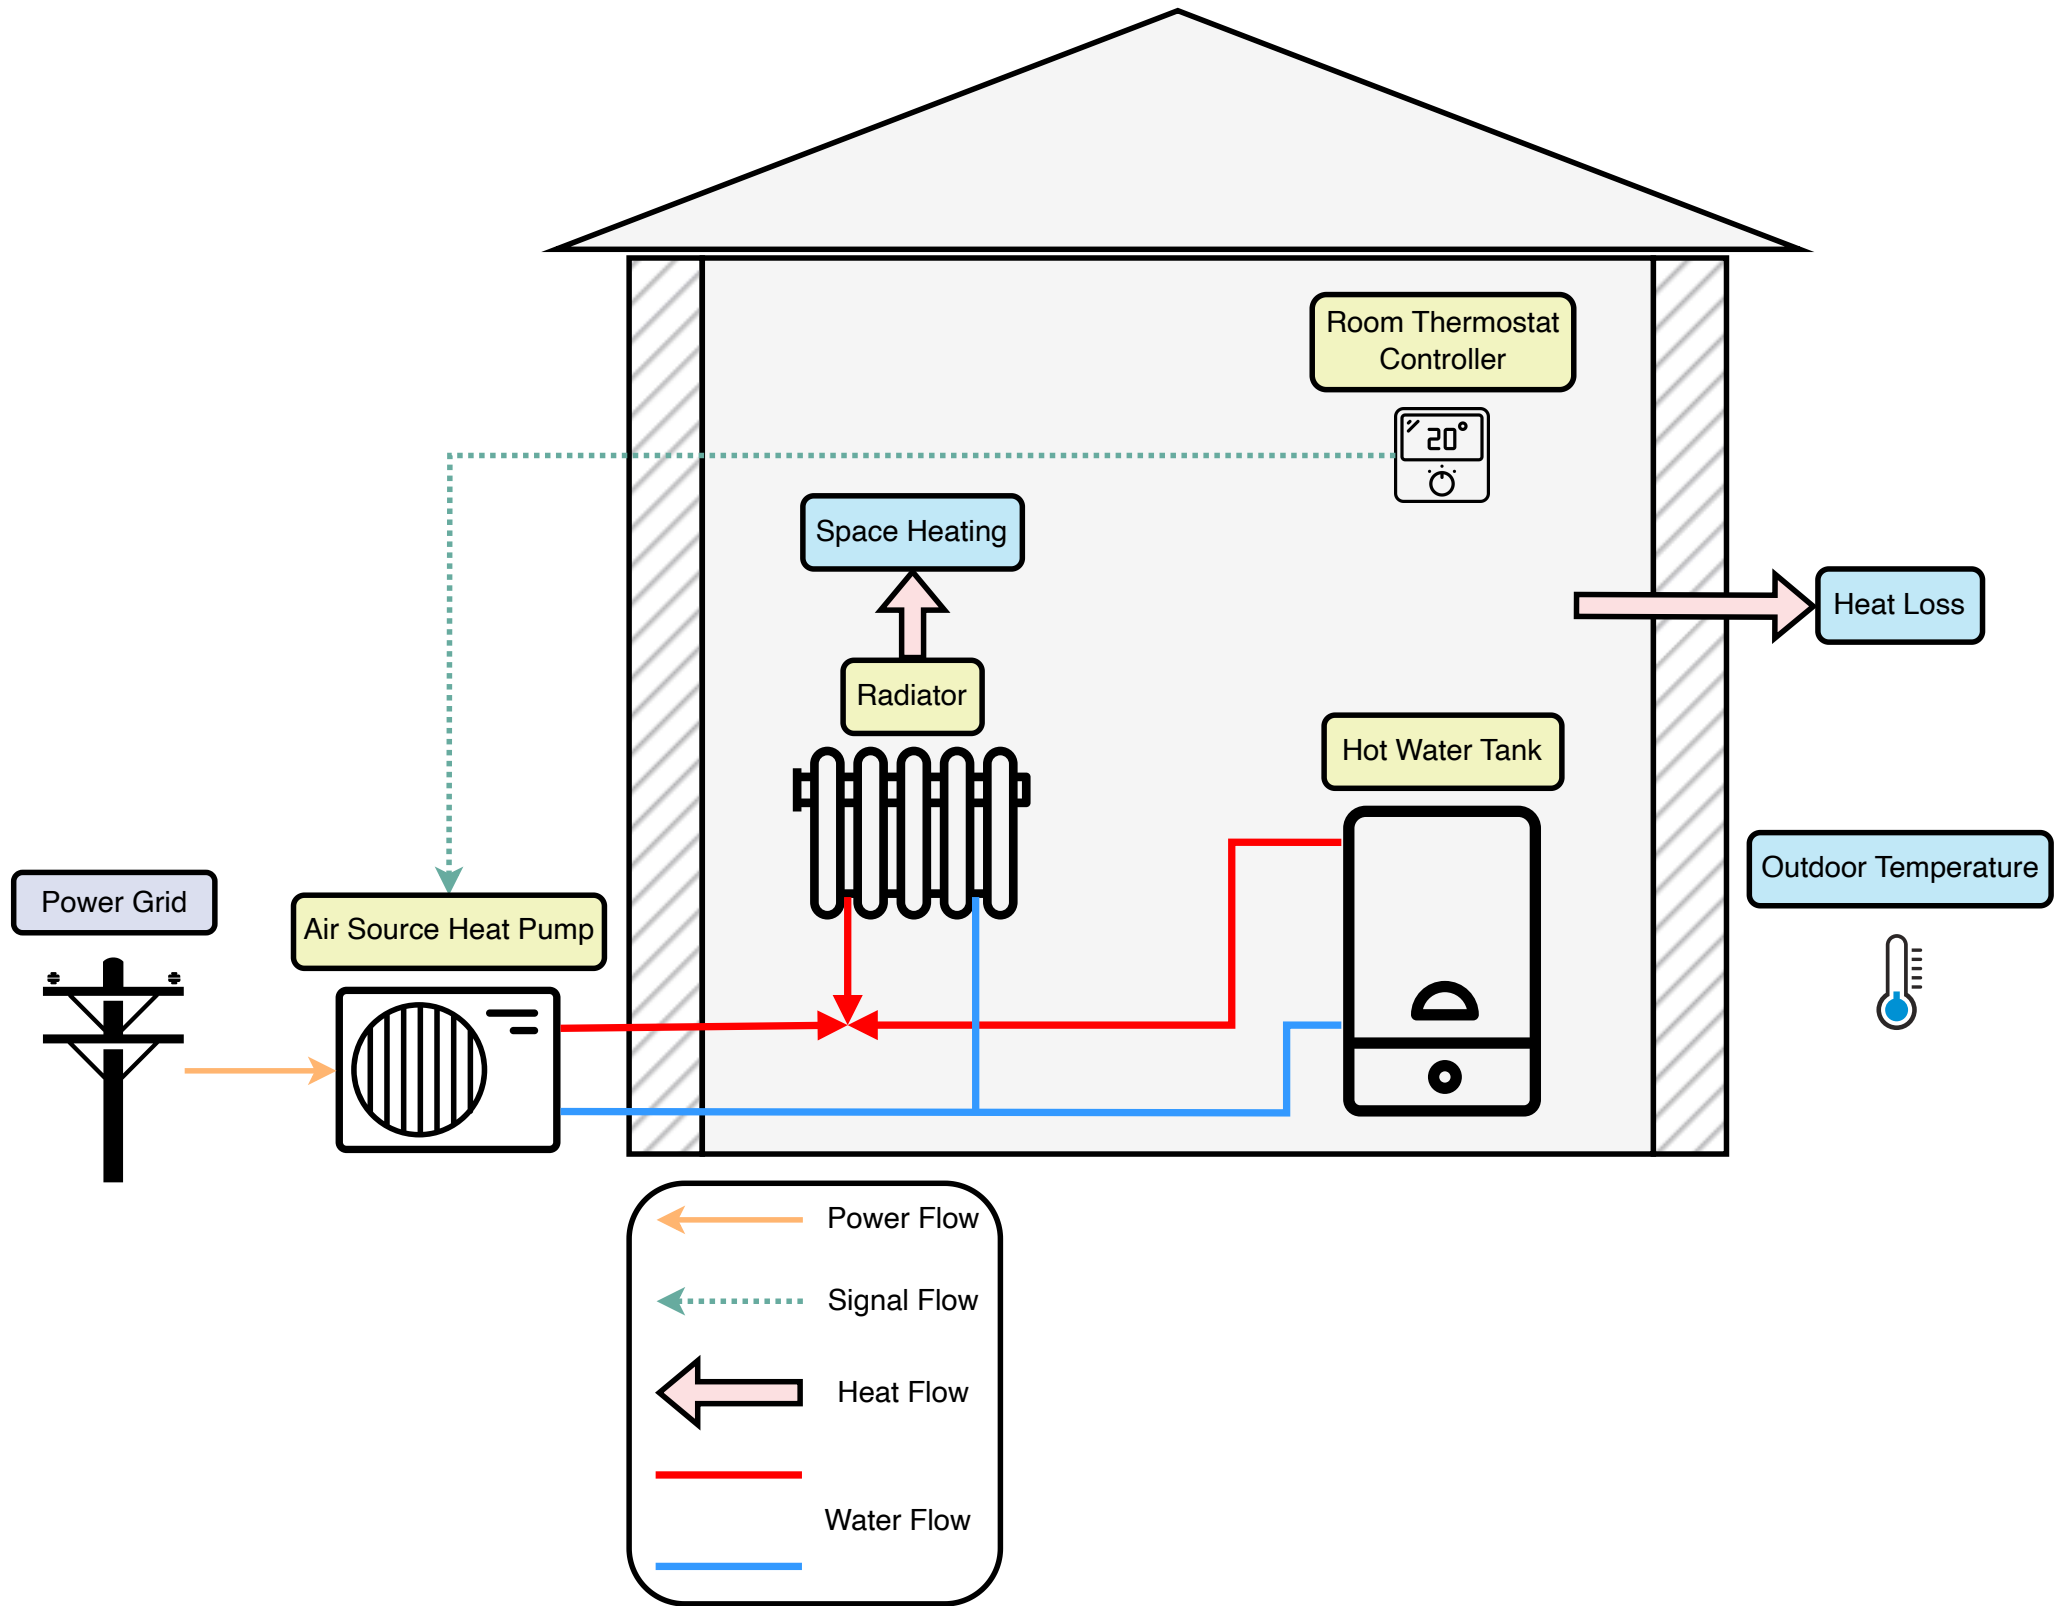 Room Thermostat
Controller
20°
Space Heating
Heat Loss
Radiator
Hot Water Tank
Outdoor Temperature
Power Grid
Air Source Heat Pump
Power Flow
Signal Flow
Heat Flow
Water Flow